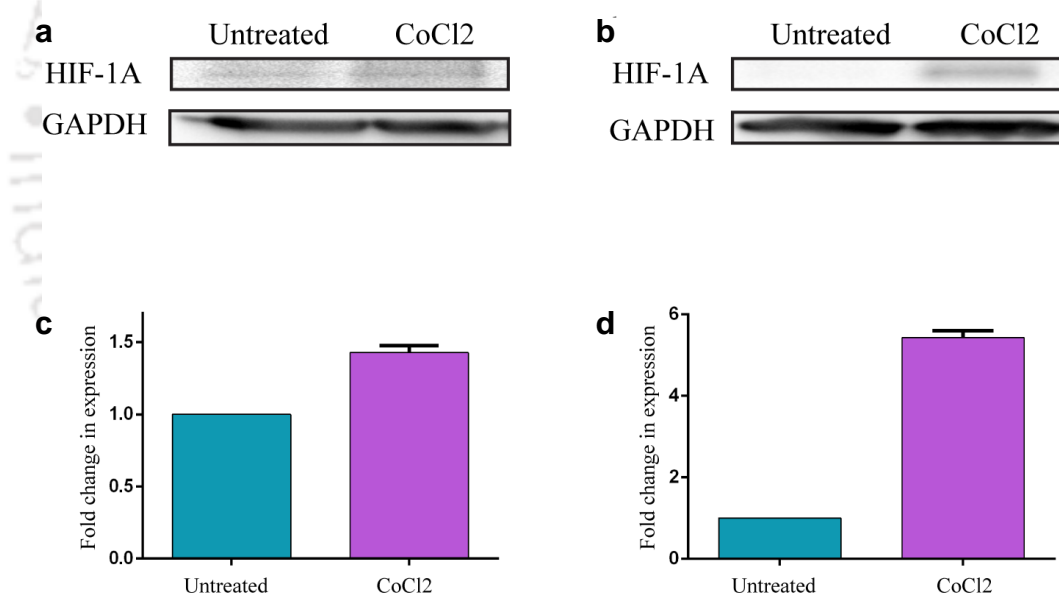 a
Untreated CoCl2
HIF-1A
GAPDH
b
Untreated CoCl2
HIF-1A
GAPDH
c
Fold change in expression
1.5
1.0
0.5
0.0
Untreated CoCl2
d
Fold change in expression
6
4
2
0
Untreated CoCl2